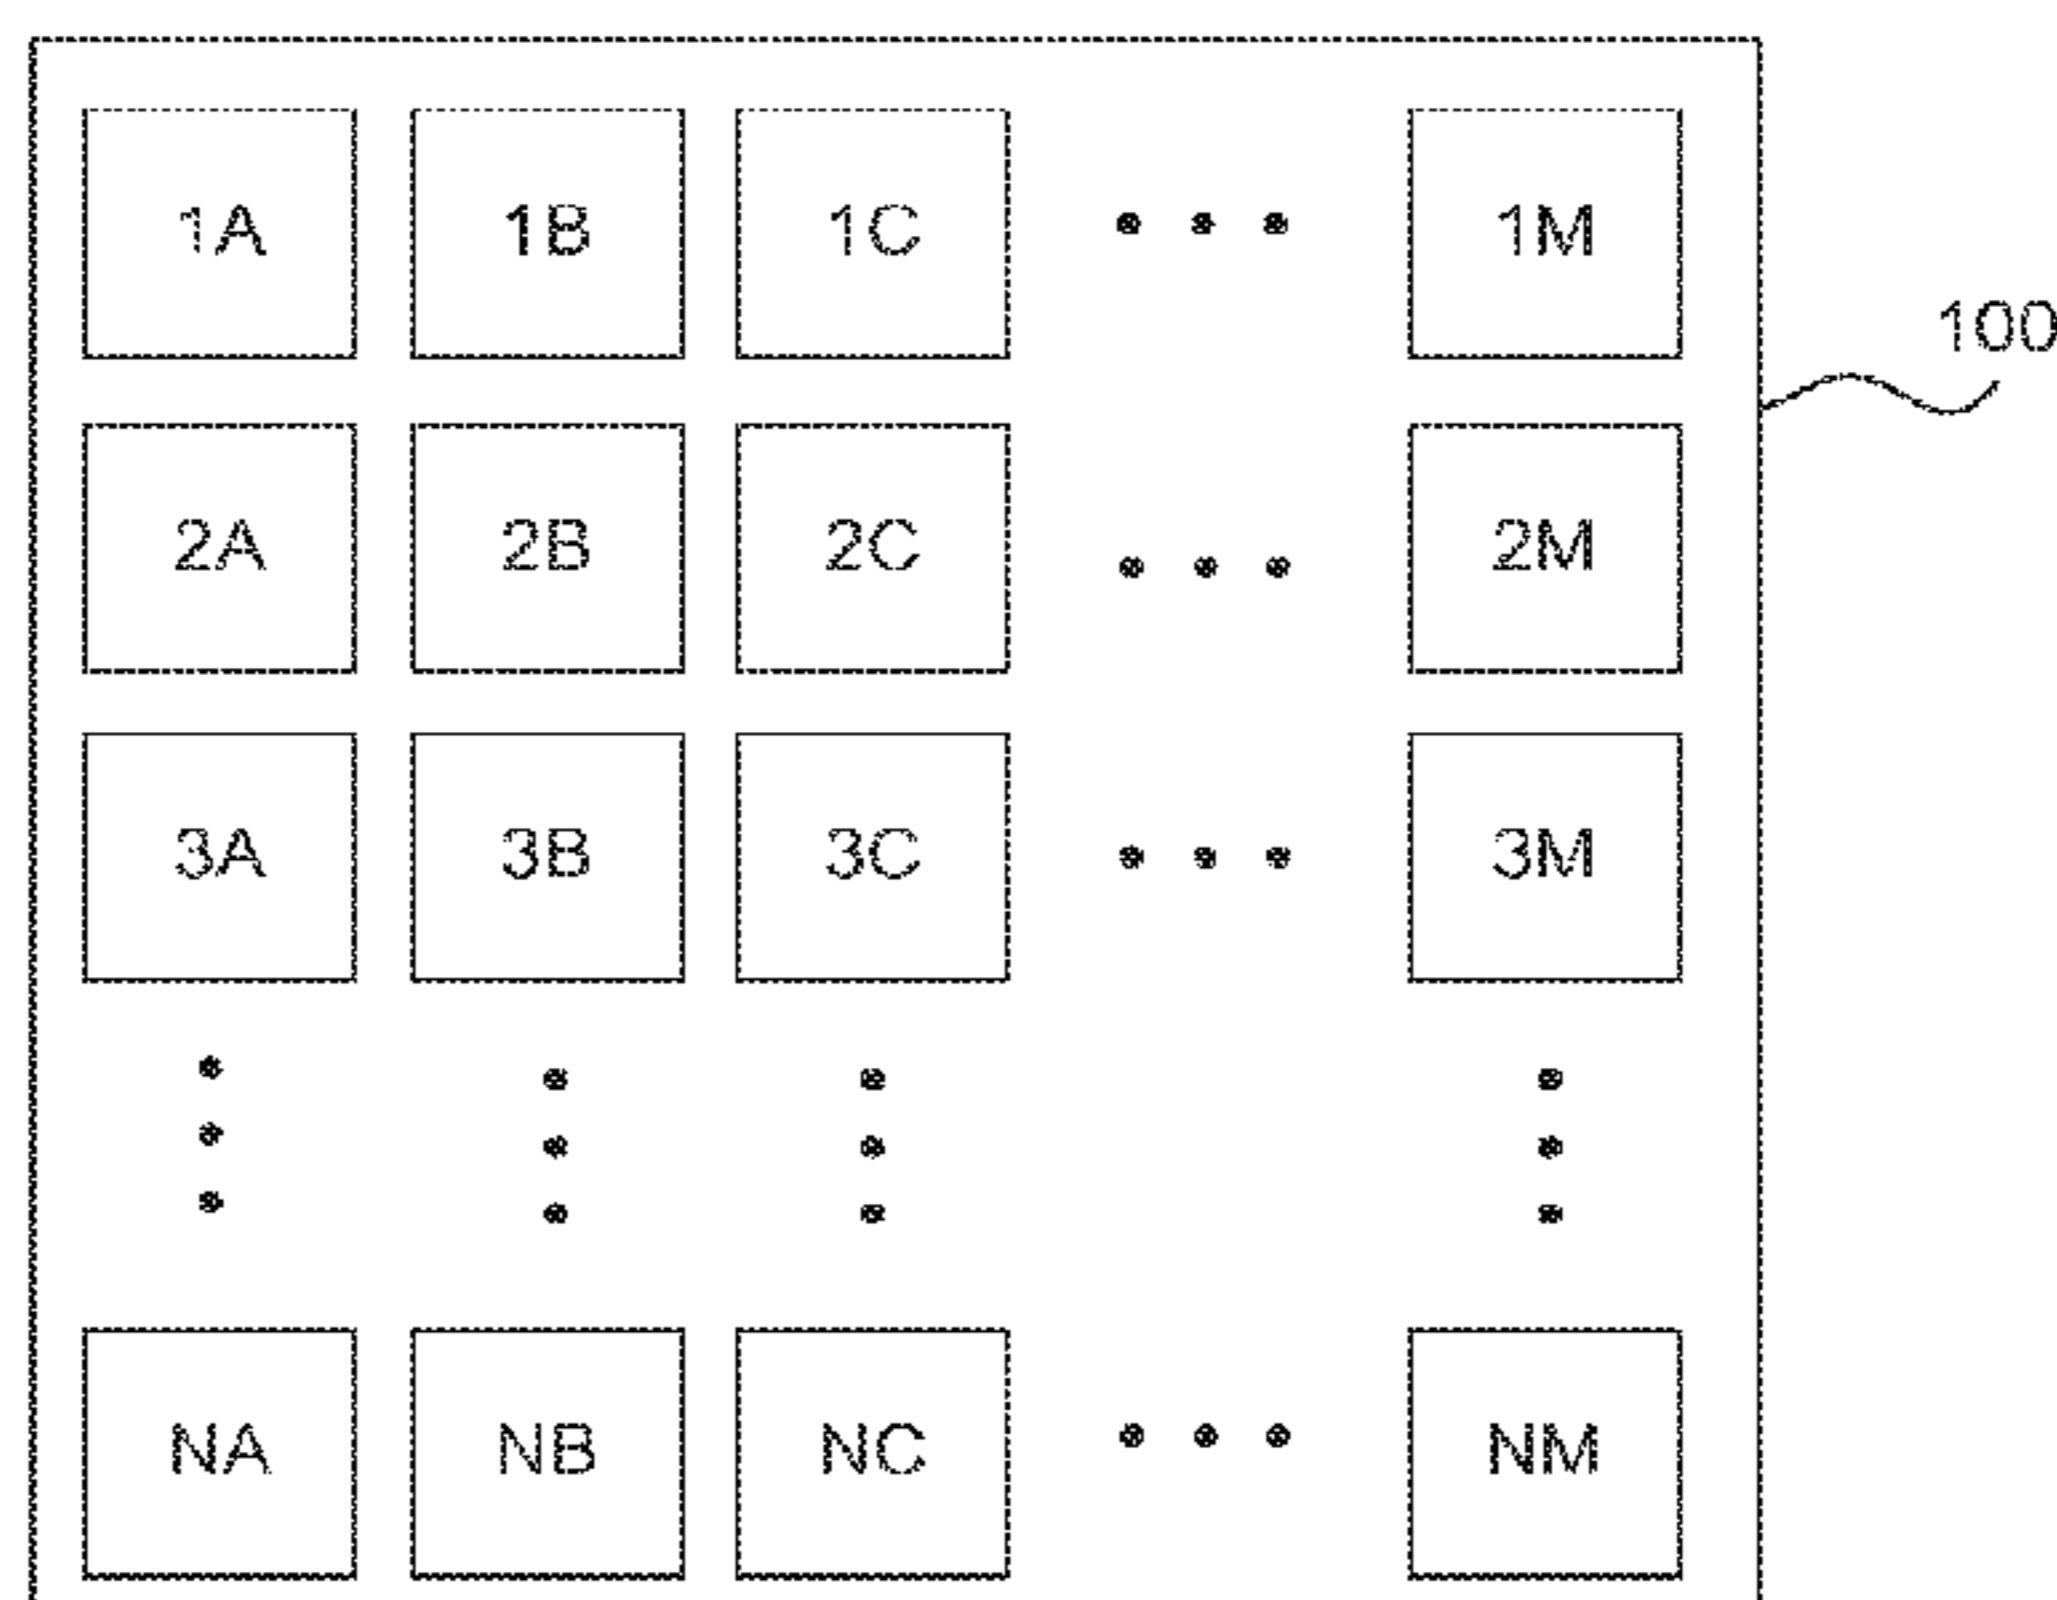 1A 1B 1C • • • 1M
100
2A 2B 2C • • • 2M
3A 3B 3C • • • 3M
NA NB NC • • • NM